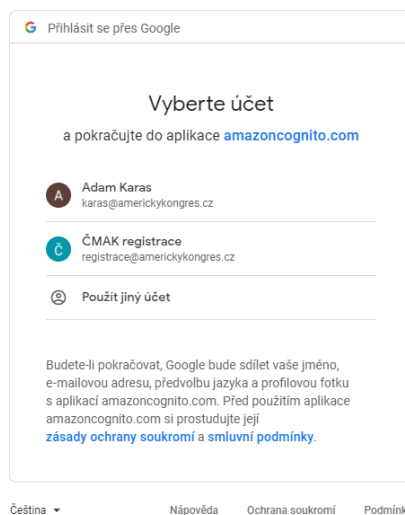 Přihlásit se přes Google
Vyberte účet
a pokračujte do aplikace amazoncognito.com
A
Adam Karas
karas@americkykongres.cz
Č
ČMAK registrace
registrace@americkykongres.cz
Použít jiný účet
Budete-li pokračovat, Google bude sdílet vaše jméno,
e-mailovou adresu, předvolbu jazyka a profilovou fotku
s aplikací amazoncognito.com. Před použitím aplikace
amazoncognito.com si prostudujte její
zásady ochrany soukromí a smluvní podmínky.
Čeština Nápověda Ochrana soukromí